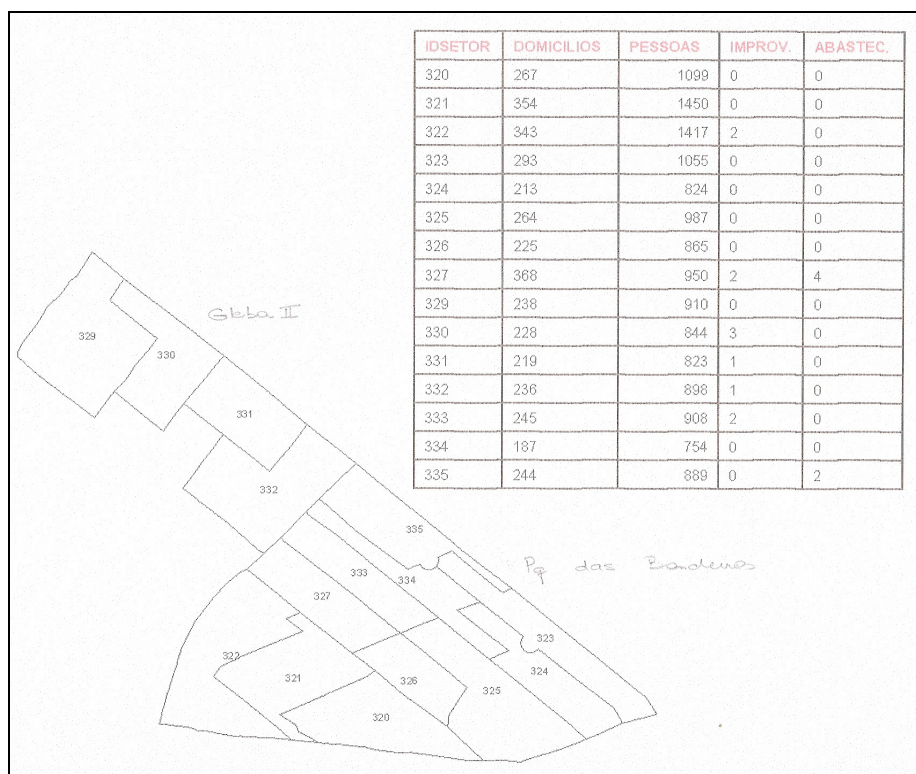 IDSETOR DOMICILIOS PESSOAS IMPROV. ABASTEC.
320 267 1099 0 0
321 354 1450 0 0
322 343 1417 2 0
323 293 1055 0 0
324 213 824 0 0
325 264 987 0 0
326 225 865 0 0
327 368 950 2 4
329 238 910 0 0
330 228 844 3 0
331 219 823 1 0
332 236 898 1 0
333 245 908 2 0
334 187 754 0 0
335 244 889 0 2
Gleba II
329
330
331
332
335
Pq das Bandeiras
333
334
327
323
322
324
321
326
325
320